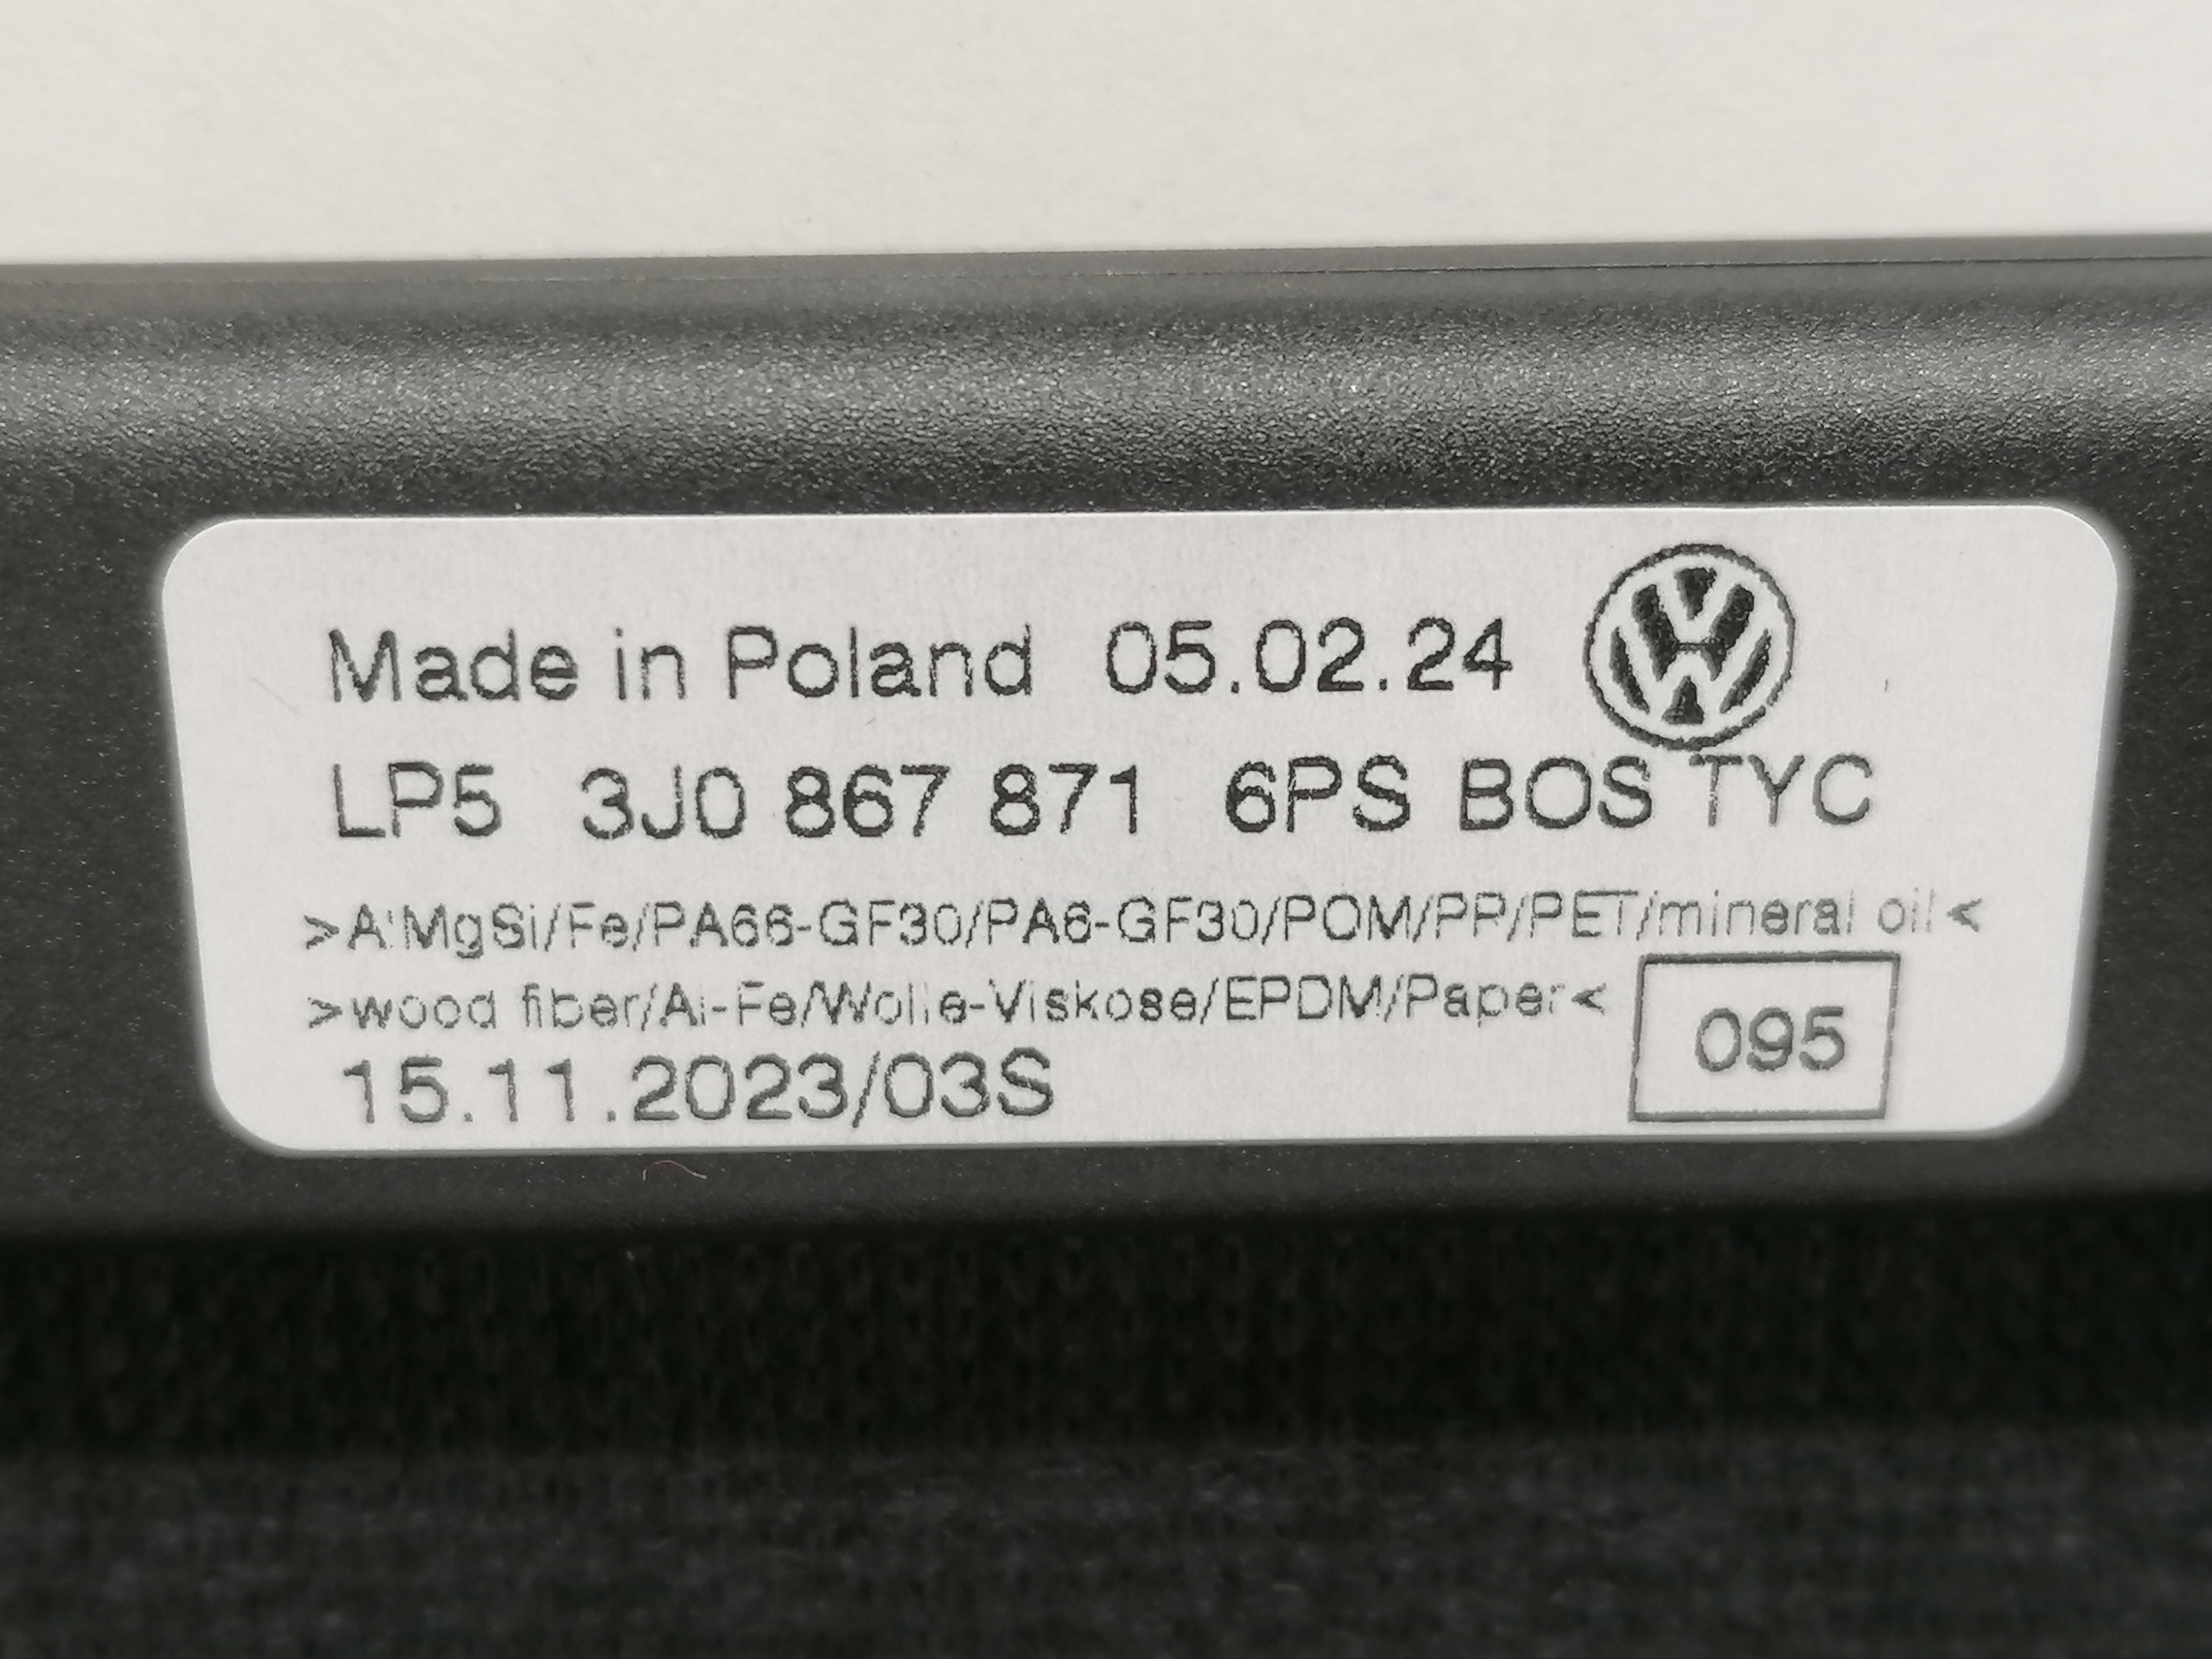 Made in Poland 05.02.24
LP5 3J0 867 871 6PS BOS TYC
>AlMgSi/Fe/PA66-GF30/PA6-GF30/POM/PP/PET/mineral oil<
>wood fiber/Al-Fe/Wolle-Viskose/EPDM/Paper<
095
15.11.2023/03S